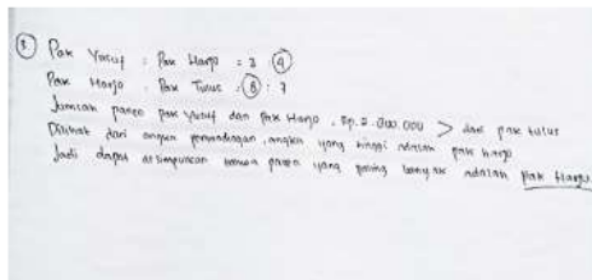 ③ Pak Yusuf : Pak Harjo = 3 ④
Pak Harjo : Pak Tulus = ⑧ : 7
Jumlah panen pak Yusuf dan Pak Harjo, Rp. 2.800.000 > dari pak tulus
Dilihat dari angka perbandingan, angka yang tinggi adalah pak harjo
Jadi dapat disimpulkan bahwa panen yang paling banyak adalah pak Harjo.